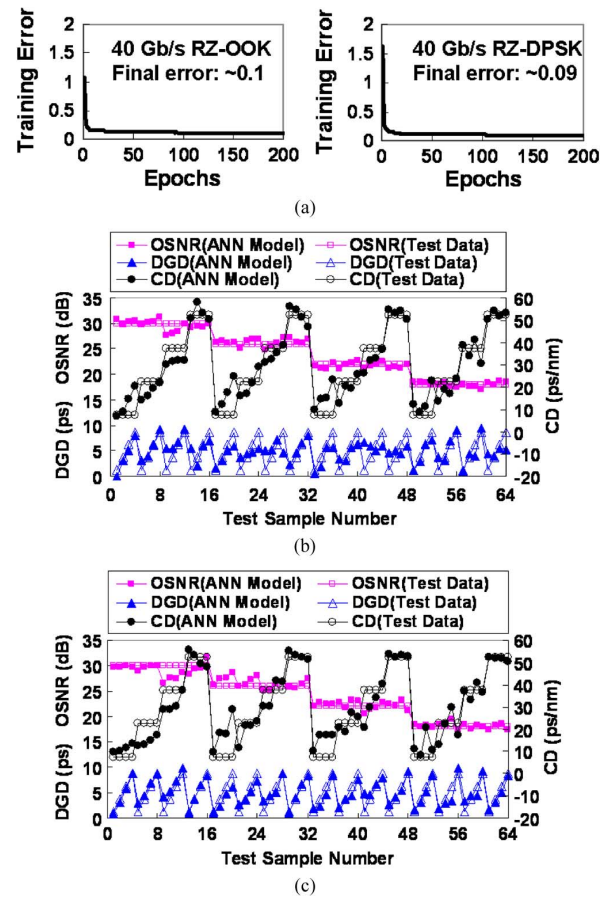 40 Gb/s RZ-OOK
Final error: ~0.1
Training Error
2
1.5
1
0.5
0
0 50 100 150 200
Epochs
40 Gb/s RZ-DPSK
Final error: ~0.09
Training Error
2
1.5
1
0.5
0
0 50 100 150 200
Epochs
(a)
OSNR(ANN Model) OSNR(Test Data)
DGD(ANN Model) DGD(Test Data)
CD(ANN Model) CD(Test Data)
DGD (ps) OSNR (dB)
35
30
25
20
15
10
5
0
60
50
40
30
20
10
0
-10
-20
CD (ps/nm)
0 8 16 24 32 40 48 56 64
Test Sample Number
(b)
OSNR(ANN Model) OSNR(Test Data)
DGD(ANN Model) DGD(Test Data)
CD(ANN Model) CD(Test Data)
DGD (ps) OSNR (dB)
35
30
25
20
15
10
5
0
60
50
40
30
20
10
0
-10
-20
CD (ps/nm)
0 8 16 24 32 40 48 56 64
Test Sample Number
(c)